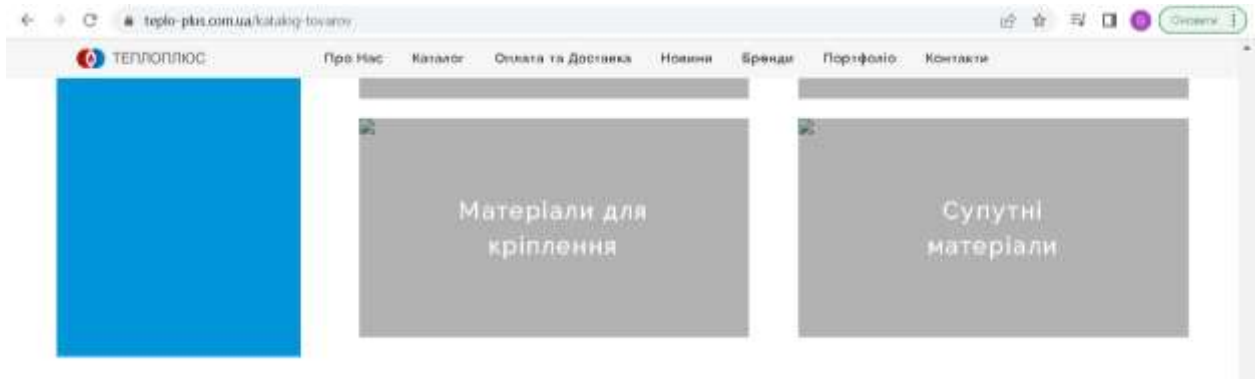 teplo-plus.com.ua/katalog-tovarov
ТЕПЛОПЛЮС Про Нас Каталог Оплата та Доставка Новини Бренди Портфоліо Контакти
Матеріали для
кріплення
Супутні
матеріали